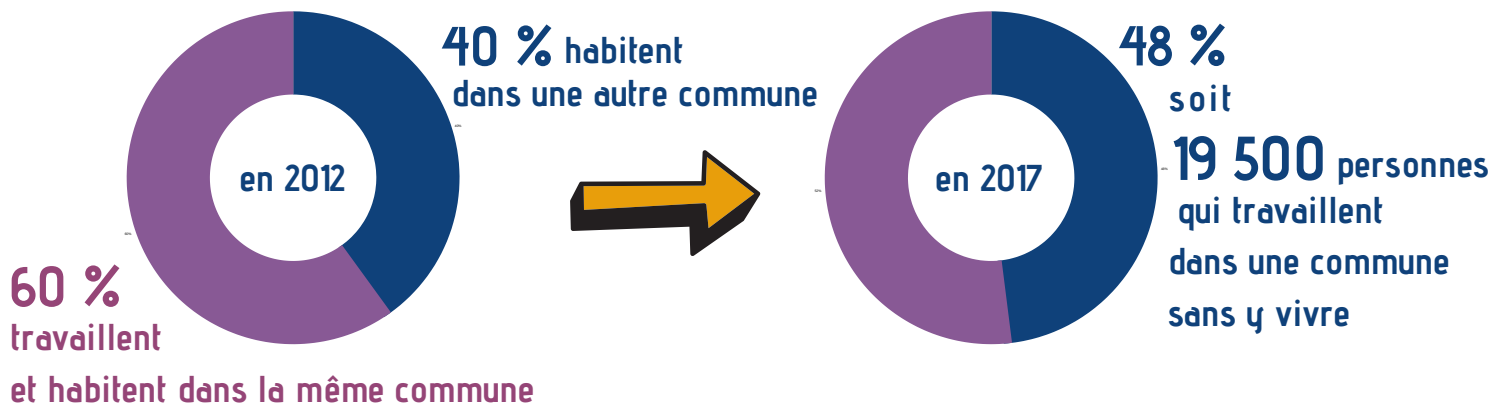 40 % habitent
dans une autre commune
en 2012
60 %
travaillent
et habitent dans la même commune
48 %
soit
19 500 personnes
qui travaillent
dans une commune
sans y vivre
en 2017